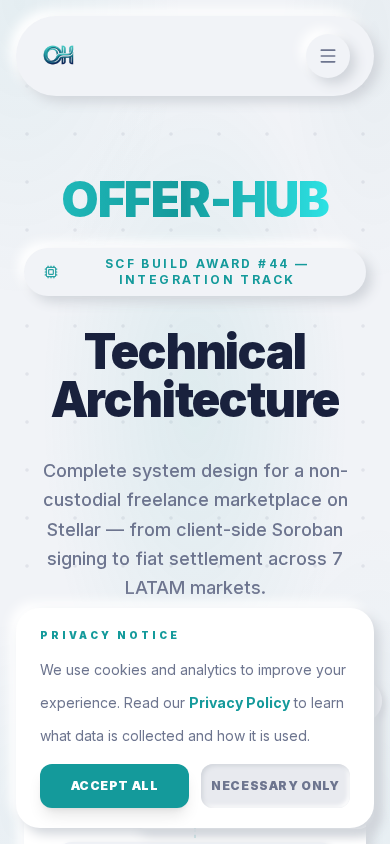 OH
OFFER-HUB
SCF BUILD AWARD #44 —
INTEGRATION TRACK
Technical
Architecture
Complete system design for a non-
custodial freelance marketplace on
Stellar — from client-side Soroban
signing to fiat settlement across 7
LATAM markets.
PRIVACY NOTICE
We use cookies and analytics to improve your
experience. Read our Privacy Policy to learn
what data is collected and how it is used.
ACCEPT ALL
NECESSARY ONLY